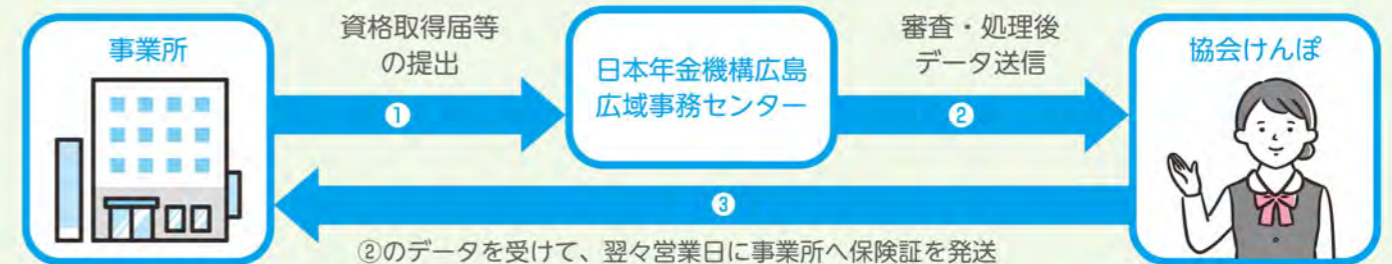 事業所
資格取得届等
の提出
❶
日本年金機構広島
広域事務センター
審査・処理後
データ送信
❷
協会けんぽ
❸
②のデータを受けて、翌々営業日に事業所へ保険証を発送